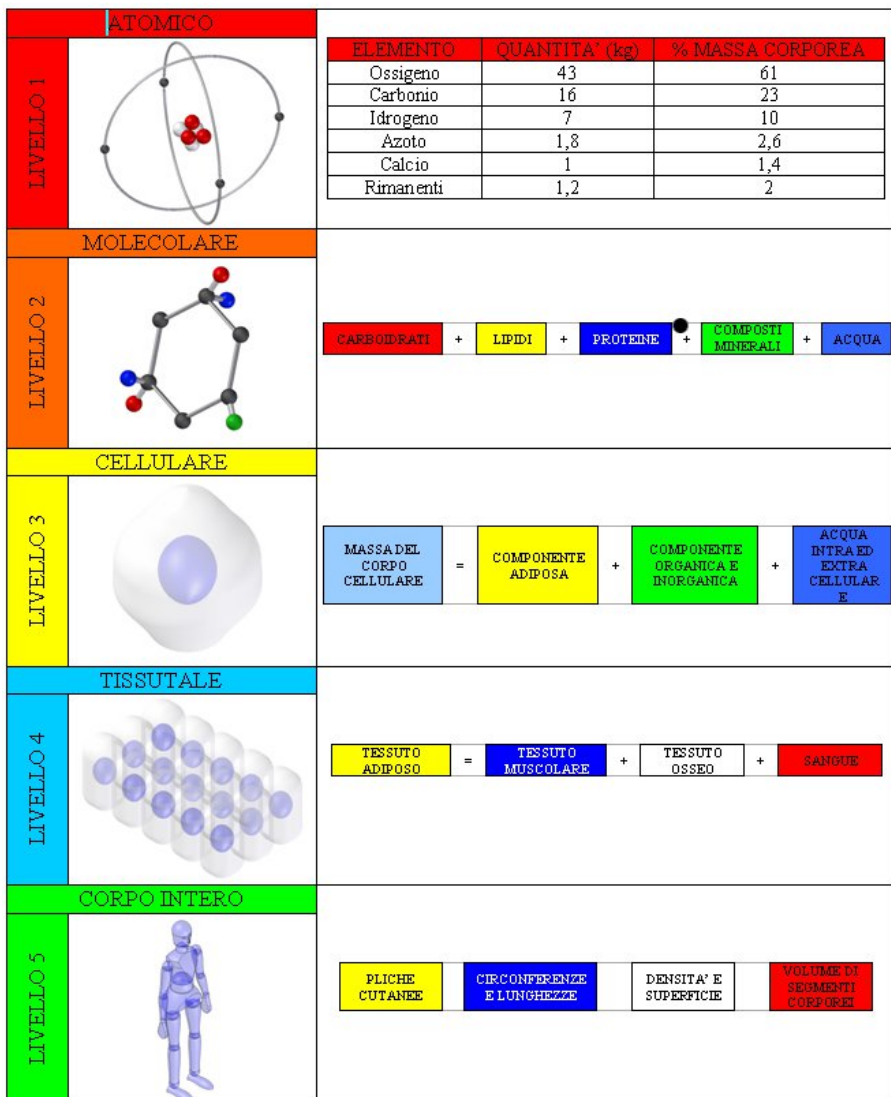 ATOMICO
LIVELLO 1
ELEMENTO QUANTITA' (kg) % MASSA CORPOREA
Ossigeno 43 61
Carbonio 16 23
Idrogeno 7 10
Azoto 1,8 2,6
Calcio 1 1,4
Rimanenti 1,2 2
MOLECOLARE
LIVELLO 2
CARBOIDRATI + LIPIDI + PROTEINE + COMPOSTI MINERALI + ACQUA
CELLULARE
LIVELLO 3
MASSA DEL
CORPO
CELLULARE
=
COMPONENTE
ADIPOSA
+
COMPONENTE
ORGANICA E
INORGANICA
+
ACQUA
INTRA ED
EXTRA
CELLULAR
E
TISSUTALE
LIVELLO 4
TESSUTO
ADIPOSO
=
TESSUTO
MUSCOLARE
+
TESSUTO
OSSEO
+
SANGUE
CORPO INTERO
LIVELLO 5
PLICHE
CUTANEE
CIRCONFERENZE
E LUNGHEZZE
DENSITA' E
SUPERFICIE
VOLUME DI
SEGMENTI
CORPOREI